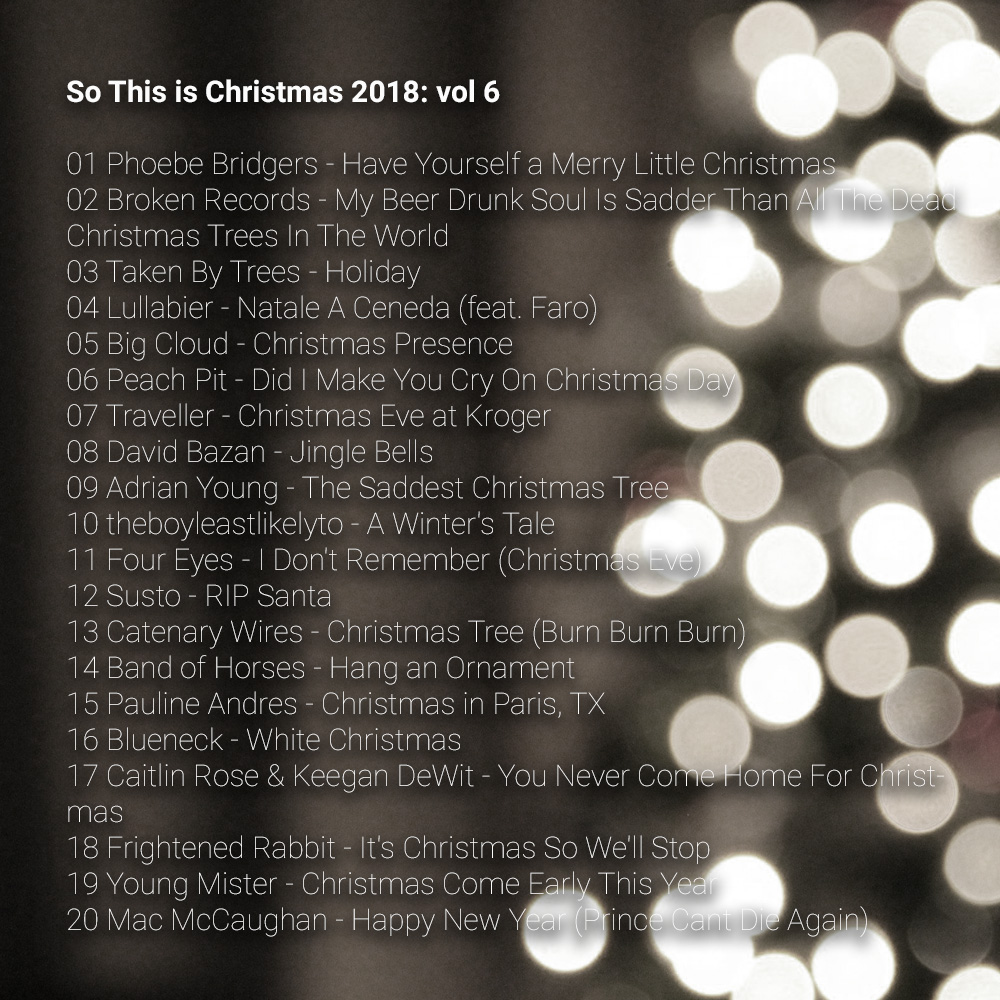 So This is Christmas 2018: vol 6
01 Phoebe Bridgers - Have Yourself a Merry Little Christmas
02 Broken Records - My Beer Drunk Soul Is Sadder Than All The Dead
Christmas Trees In The World
03 Taken By Trees - Holiday
04 Lullabier - Natale A Ceneda (feat. Faro)
05 Big Cloud - Christmas Presence
06 Peach Pit - Did I Make You Cry On Christmas Day
07 Traveller - Christmas Eve at Kroger
08 David Bazan - Jingle Bells
09 Adrian Young - The Saddest Christmas Tree
10 theboyleastlikelyto - A Winter's Tale
11 Four Eyes - I Don't Remember (Christmas Eve)
12 Susto - RIP Santa
13 Catenary Wires - Christmas Tree (Burn Burn Burn)
14 Band of Horses - Hang an Ornament
15 Pauline Andres - Christmas in Paris, TX
16 Blueneck - White Christmas
17 Caitlin Rose & Keegan DeWit - You Never Come Home For Christ-
mas
18 Frightened Rabbit - It's Christmas So We'll Stop
19 Young Mister - Christmas Come Early This Year
20 Mac McCaughan - Happy New Year (Prince Cant Die Again)